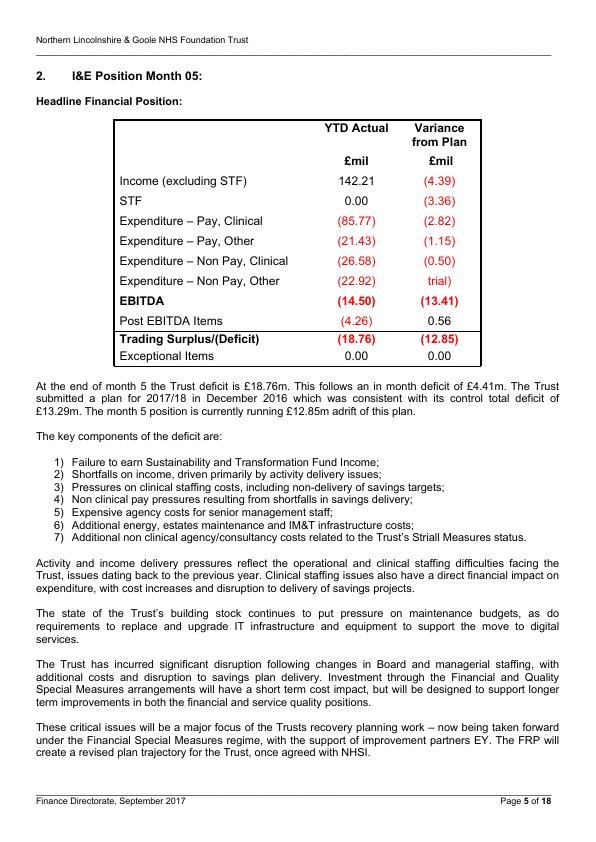 Northern Lincolnshire & Goole NHS Foundation Trust
2. I&E Position Month 05:
Headline Financial Position:
YTD Actual Variance
from Plan
£mil £mil
Income (excluding STF) 142.21 (4.39)
STF 0.00 (3.36)
Expenditure – Pay, Clinical (85.77) (2.82)
Expenditure – Pay, Other (21.43) (1.15)
Expenditure – Non Pay, Clinical (26.58) (0.50)
Expenditure – Non Pay, Other (22.92) trial)
EBITDA (14.50) (13.41)
Post EBITDA Items (4.26) 0.56
Trading Surplus/(Deficit) (18.76) (12.85)
Exceptional Items 0.00 0.00
At the end of month 5 the Trust deficit is £18.76m. This follows an in month deficit of £4.41m. The Trust
submitted a plan for 2017/18 in December 2016 which was consistent with its control total deficit of
£13.29m. The month 5 position is currently running £12.85m adrift of this plan.
The key components of the deficit are:
1) Failure to earn Sustainability and Transformation Fund Income;
2) Shortfalls on income, driven primarily by activity delivery issues;
3) Pressures on clinical staffing costs, including non-delivery of savings targets;
4) Non clinical pay pressures resulting from shortfalls in savings delivery;
5) Expensive agency costs for senior management staff;
6) Additional energy, estates maintenance and IM&T infrastructure costs;
7) Additional non clinical agency/consultancy costs related to the Trust's Striall Measures status.
Activity and income delivery pressures reflect the operational and clinical staffing difficulties facing the
Trust, issues dating back to the previous year. Clinical staffing issues also have a direct financial impact on
expenditure, with cost increases and disruption to delivery of savings projects.
The state of the Trust's building stock continues to put pressure on maintenance budgets, as do
requirements to replace and upgrade IT infrastructure and equipment to support the move to digital
services.
The Trust has incurred significant disruption following changes in Board and managerial staffing, with
additional costs and disruption to savings plan delivery. Investment through the Financial and Quality
Special Measures arrangements will have a short term cost impact, but will be designed to support longer
term improvements in both the financial and service quality positions.
These critical issues will be a major focus of the Trusts recovery planning work – now being taken forward
under the Financial Special Measures regime, with the support of improvement partners EY. The FRP will
create a revised plan trajectory for the Trust, once agreed with NHSI.
Finance Directorate, September 2017 Page 5 of 18